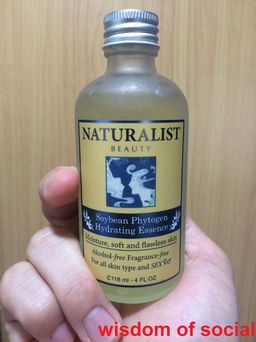 NATURALIST
BEAUTY
Soybean Phytogen
Hydrating Essence
Moisture, soft and flawless skin
Alcohol-free Fragrance-free
For all skin type and SEX♀♂
℮118 ml - 4 FL OZ
wisdom of social